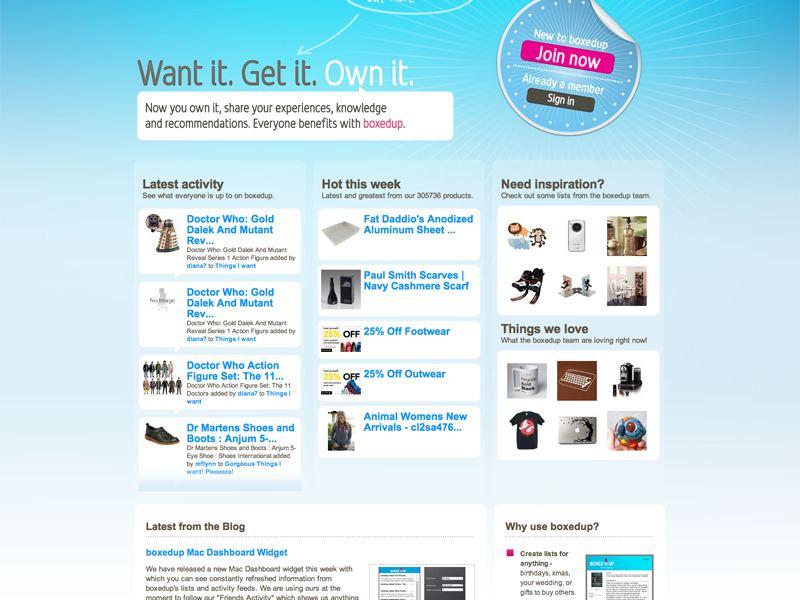 New to boxedup
Join now
Already a member
Sign in
Want it. Get it. Own it.
Now you own it, share your experiences, knowledge
and recommendations. Everyone benefits with boxedup.
Latest activity
See what everyone is up to on boxedup.
Doctor Who: Gold
Dalek And Mutant
Rev...
Doctor Who: Gold Dalek And Mutant
Reveal Series 1 Action Figure added by
diana7 to Things I want
No Image
Doctor Who: Gold
Dalek And Mutant
Rev...
Doctor Who: Gold Dalek And Mutant
Reveal Series 1 Action Figure added by
diana7 to Things I want
Doctor Who Action
Figure Set: The 11...
Doctor Who Action Figure Set: The 11
Doctors added by diana7 to Things I
want
Dr Martens Shoes and
Boots : Anjum 5-...
Dr Martens Shoes and Boots : Anjum 5-
Eye Shoe : Shoes International added
by mflynn to Gorgeous Things I
want! Pleeeeze!
Hot this week
Latest and greatest from our 305736 products.
Fat Daddio's Anodized
Aluminum Sheet ...
Paul Smith Scarves |
Navy Cashmere Scarf
25% OFF
25% Off Footwear
25% OFF
25% Off Outwear
Animal Womens New
Arrivals - cl2sa476...
Need inspiration?
Check out some lists from the boxedup team.
Things we love
What the boxedup team are loving right now!
Latest from the Blog
boxedup Mac Dashboard Widget
We have released a new Mac Dashboard widget this week with
which you can see constantly refreshed information from
boxedup's lists and activity feeds. We are using ours at the
moment to follow our "Friends Activity" which shows us anything
Why use boxedup?
Create lists for
anything -
birthdays, xmas,
your wedding, or
gifts to buy others.